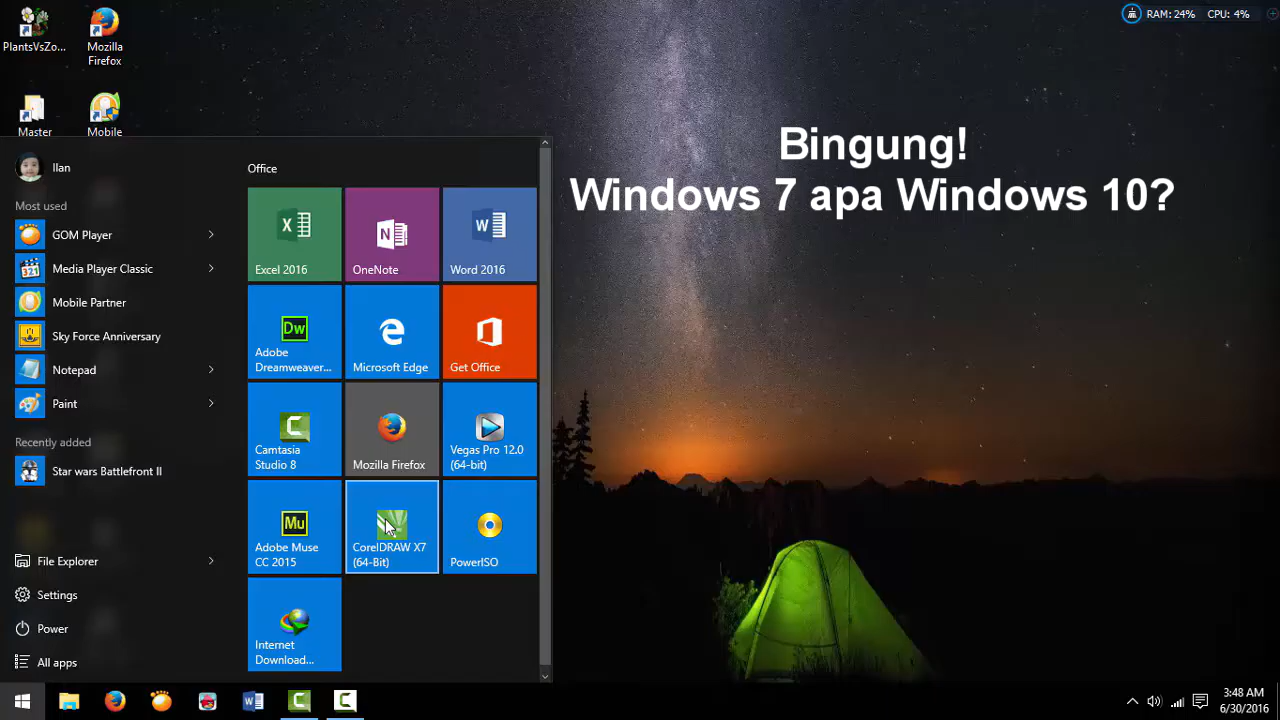 PlantsVsZo...
Mozilla
Firefox
Master
Mobile
RAM: 24% CPU: 4%
Bingung!
Windows 7 apa Windows 10?
Ilan
Most used
GOM Player
Media Player Classic
Mobile Partner
Sky Force Anniversary
Notepad
Paint
Recently added
Star wars Battlefront II
File Explorer
Settings
Power
All apps
Office
Excel 2016
OneNote
Word 2016
Adobe
Dreamweaver...
Microsoft Edge
Get Office
Camtasia
Studio 8
Mozilla Firefox
Vegas Pro 12.0
(64-bit)
Adobe Muse
CC 2015
CorelDRAW X7
(64-Bit)
PowerISO
Internet
Download...
3:48 AM
6/30/2016